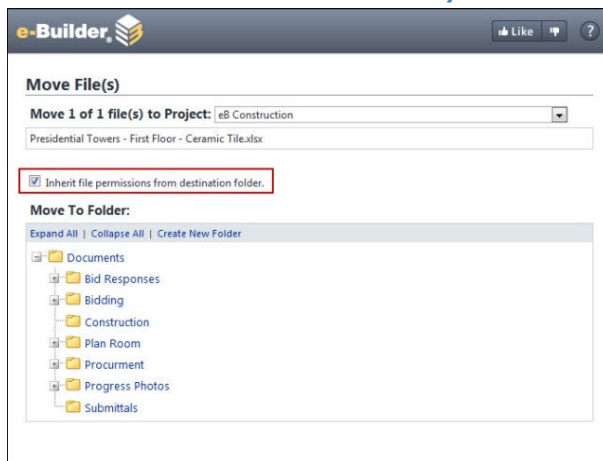 e-Builder
Like ?
Move File(s)
Move 1 of 1 file(s) to Project: eB Construction
Presidential Towers - First Floor - Ceramic Tile.xlsx
Inherit file permissions from destination folder.
Move To Folder:
Expand All | Collapse All | Create New Folder
Documents
Bid Responses
Bidding
Construction
Plan Room
Procurment
Progress Photos
Submittals